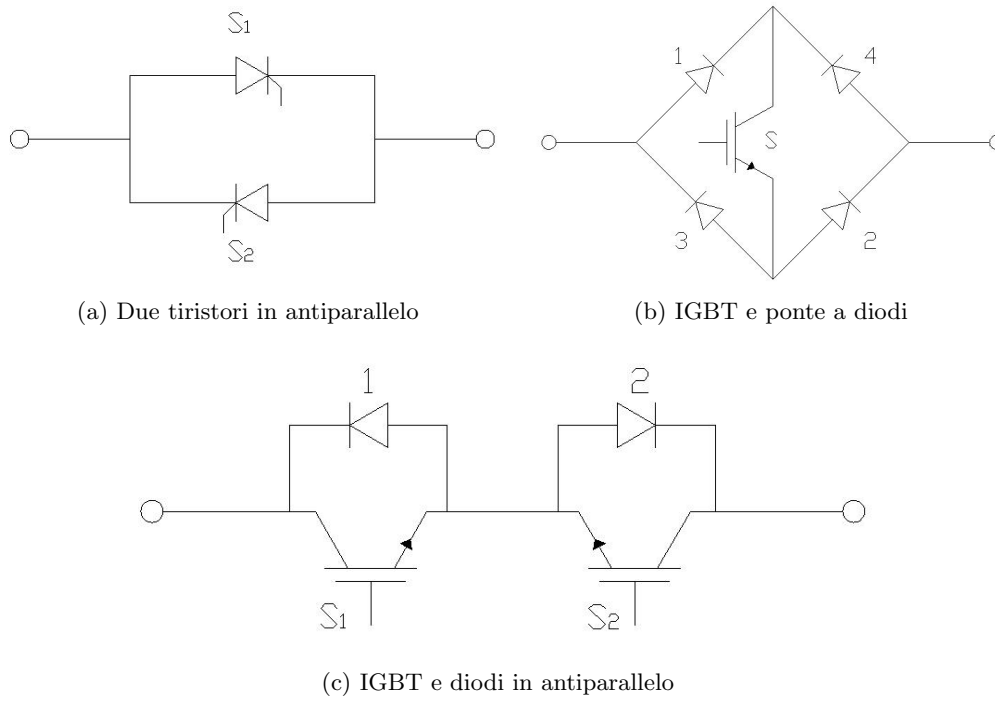 S1
S2
(a) Due tiristori in antiparallelo
1
4
S
3
2
(b) IGBT e ponte a diodi
1
2
S1
S2
(c) IGBT e diodi in antiparallelo